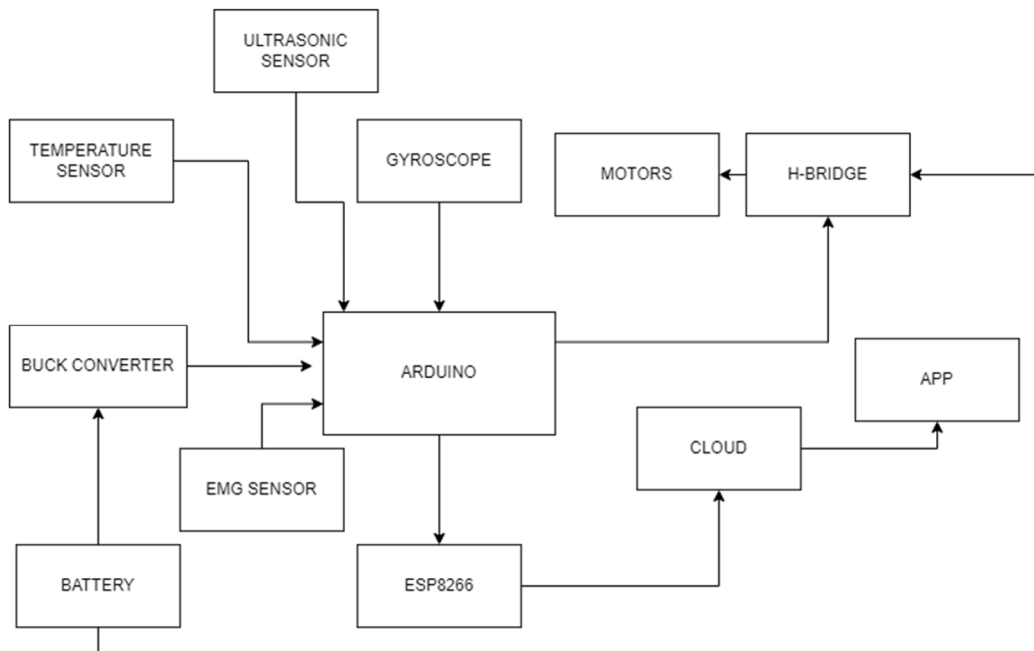 ULTRASONIC
SENSOR
TEMPERATURE
SENSOR
GYROSCOPE
MOTORS
H-BRIDGE
BUCK CONVERTER
ARDUINO
APP
CLOUD
EMG SENSOR
BATTERY
ESP8266